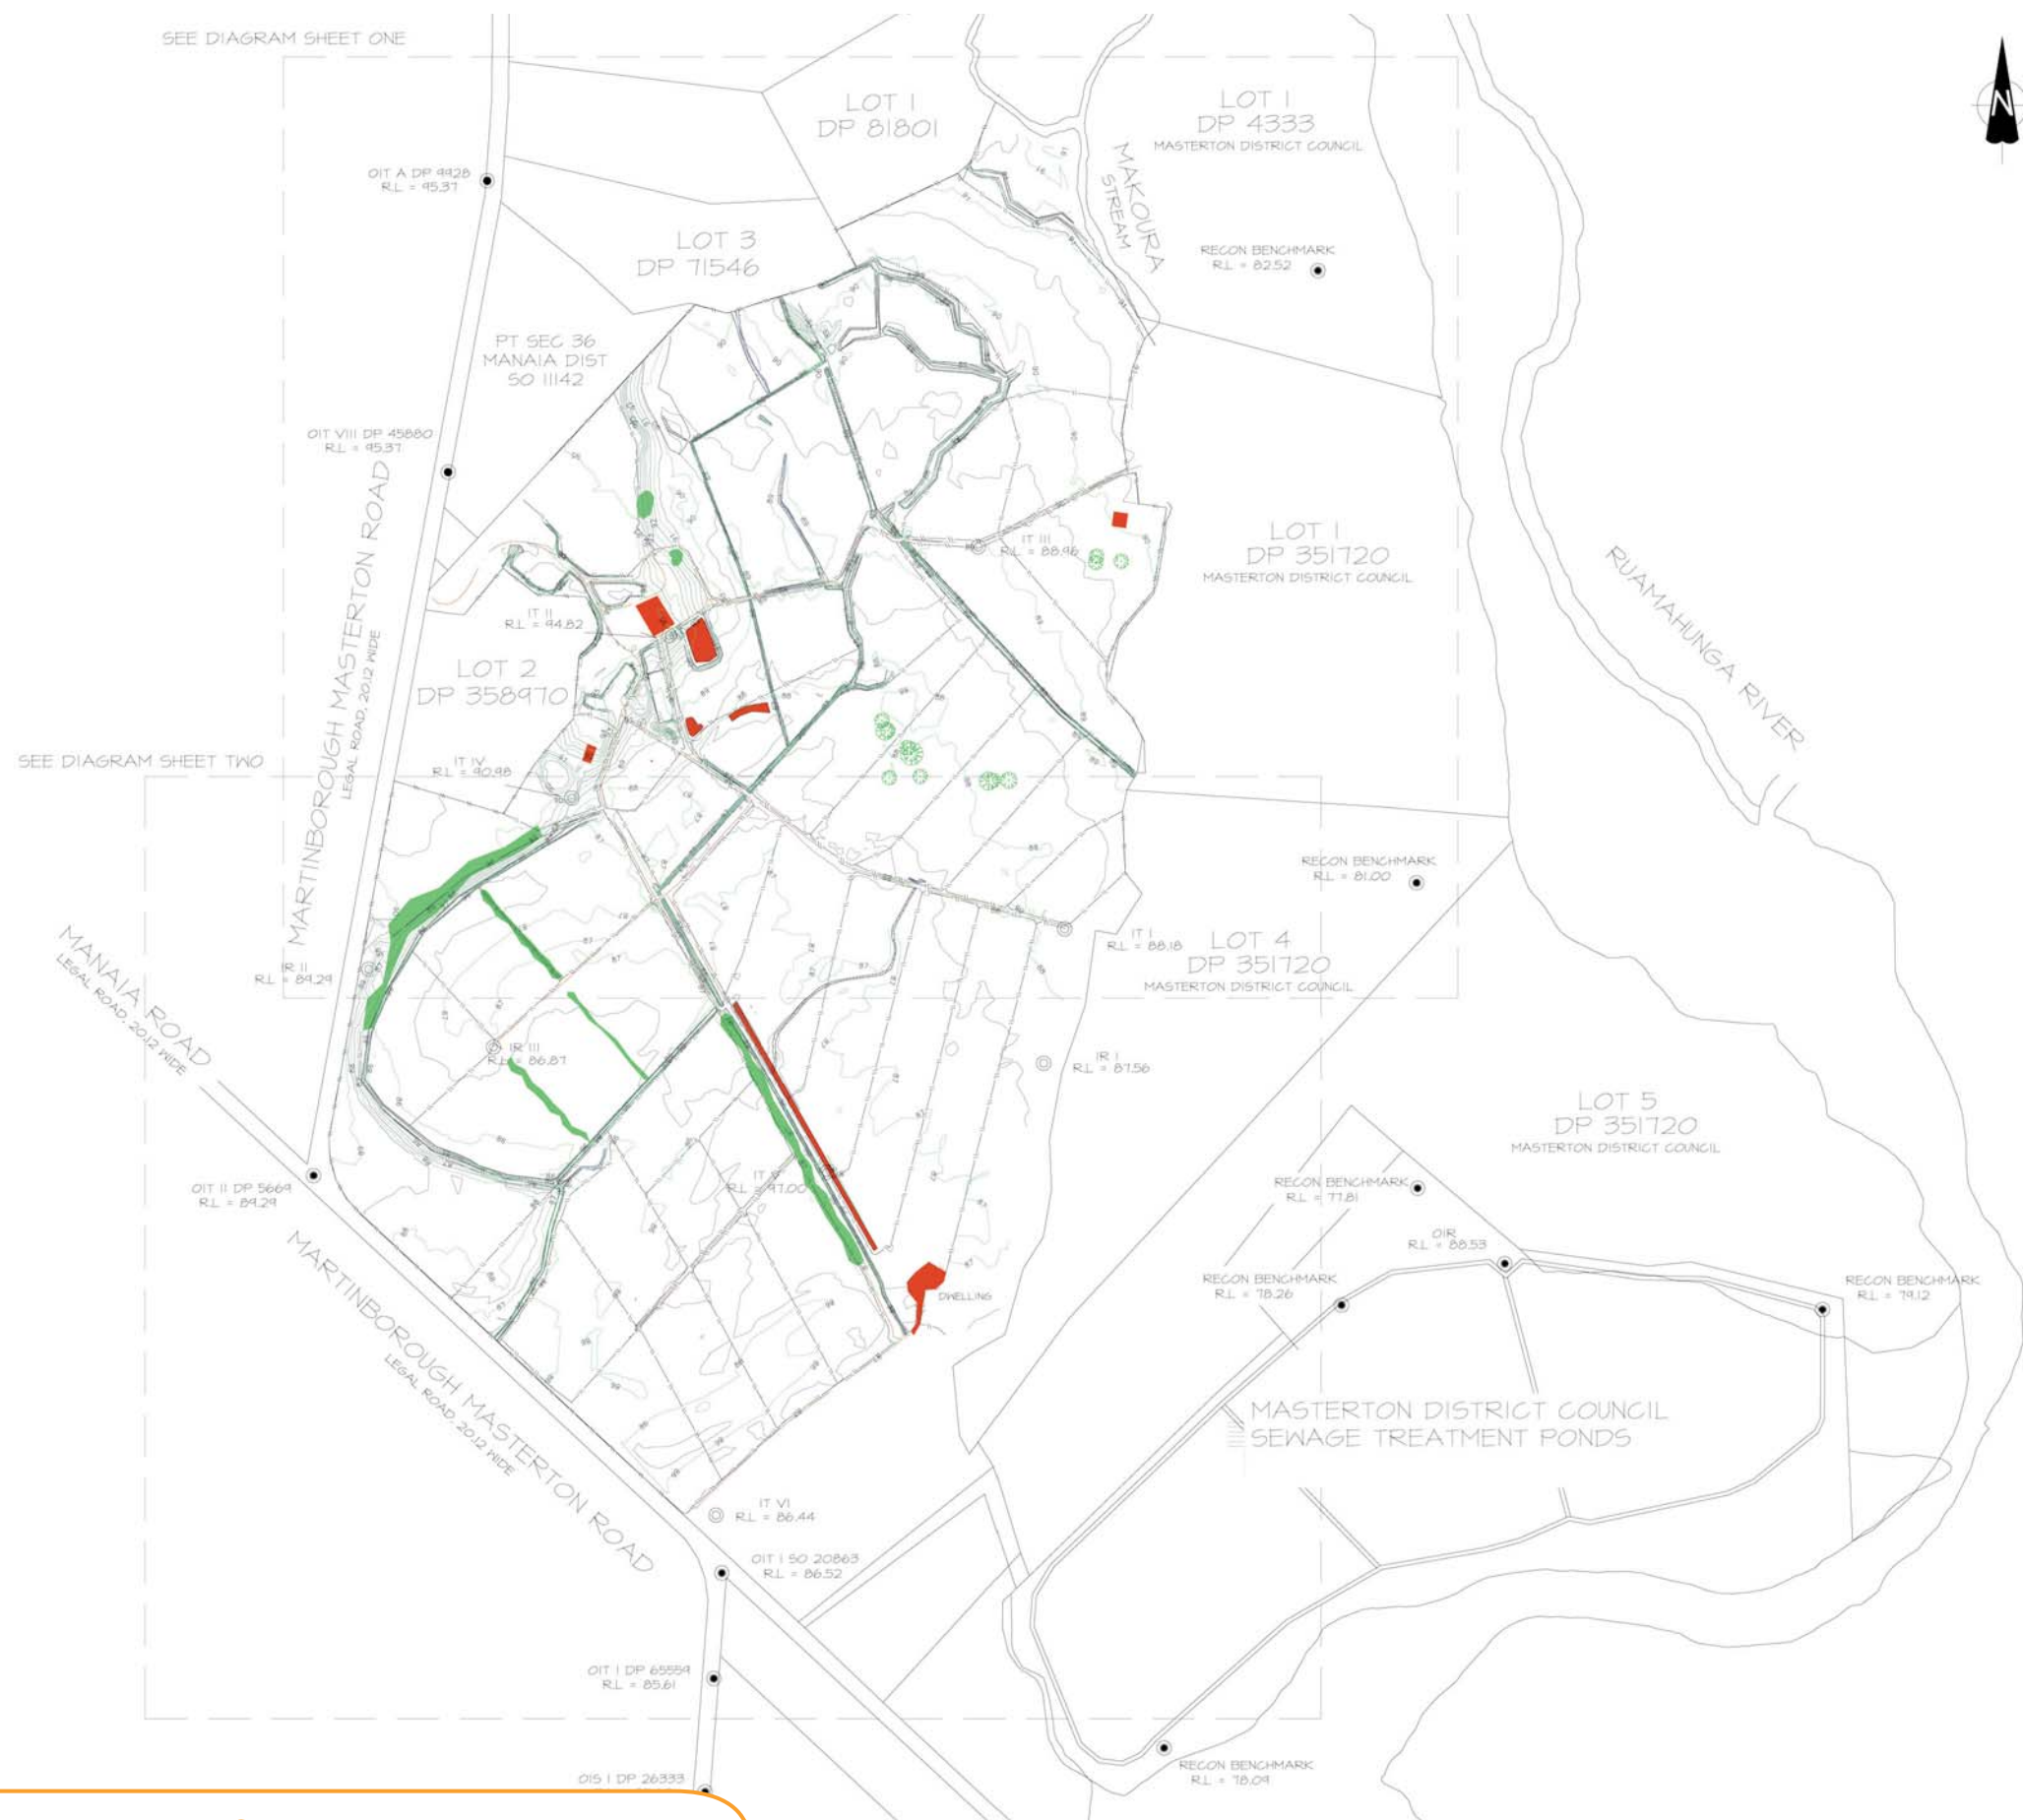 SEE DIAGRAM SHEET ONE
N
LOT 1
DP 81801
LOT 1
DP 4333
MASTERTON DISTRICT COUNCIL
MAKOURA
STREAM
OIT A DP 9928
R.L = 95.37
LOT 3
DP 71546
RECON BENCHMARK
R.L = 82.52
PT SEC 36
MANAIA DIST
SO 11142
OIT VIII DP 45880
R.L = 95.37
MARTINBOROUGH MASTERTON ROAD
LEGAL ROAD, 20.12 WIDE
IT III
R.L = 88.96
LOT 1
DP 351720
MASTERTON DISTRICT COUNCIL
RUAMAHUNGA RIVER
IT II
R.L = 94.82
LOT 2
DP 358970
SEE DIAGRAM SHEET TWO
IT IV
R.L = 90.98
RECON BENCHMARK
R.L = 81.00
MANAIA ROAD
LEGAL ROAD, 20.12 WIDE
IR II
R.L = 89.29
IT I
R.L = 88.18
LOT 4
DP 351720
MASTERTON DISTRICT COUNCIL
IR III
R.L = 86.87
IR I
R.L = 87.56
LOT 5
DP 351720
MASTERTON DISTRICT COUNCIL
OIT II DP 5669
R.L = 89.29
IT V
R.L = 97.00
RECON BENCHMARK
R.L = 77.81
OIR
R.L = 88.53
RECON BENCHMARK
R.L = 78.26
RECON BENCHMARK
R.L = 79.12
DWELLING
MARTINBOROUGH MASTERTON ROAD
LEGAL ROAD, 20.12 WIDE
MASTERTON DISTRICT COUNCIL
SEWAGE TREATMENT PONDS
IT VI
R.L = 86.44
OIT I SO 20863
R.L = 86.52
OIT I DP 65559
R.L = 85.61
RECON BENCHMARK
R.L = 78.09
OIS I DP 26333